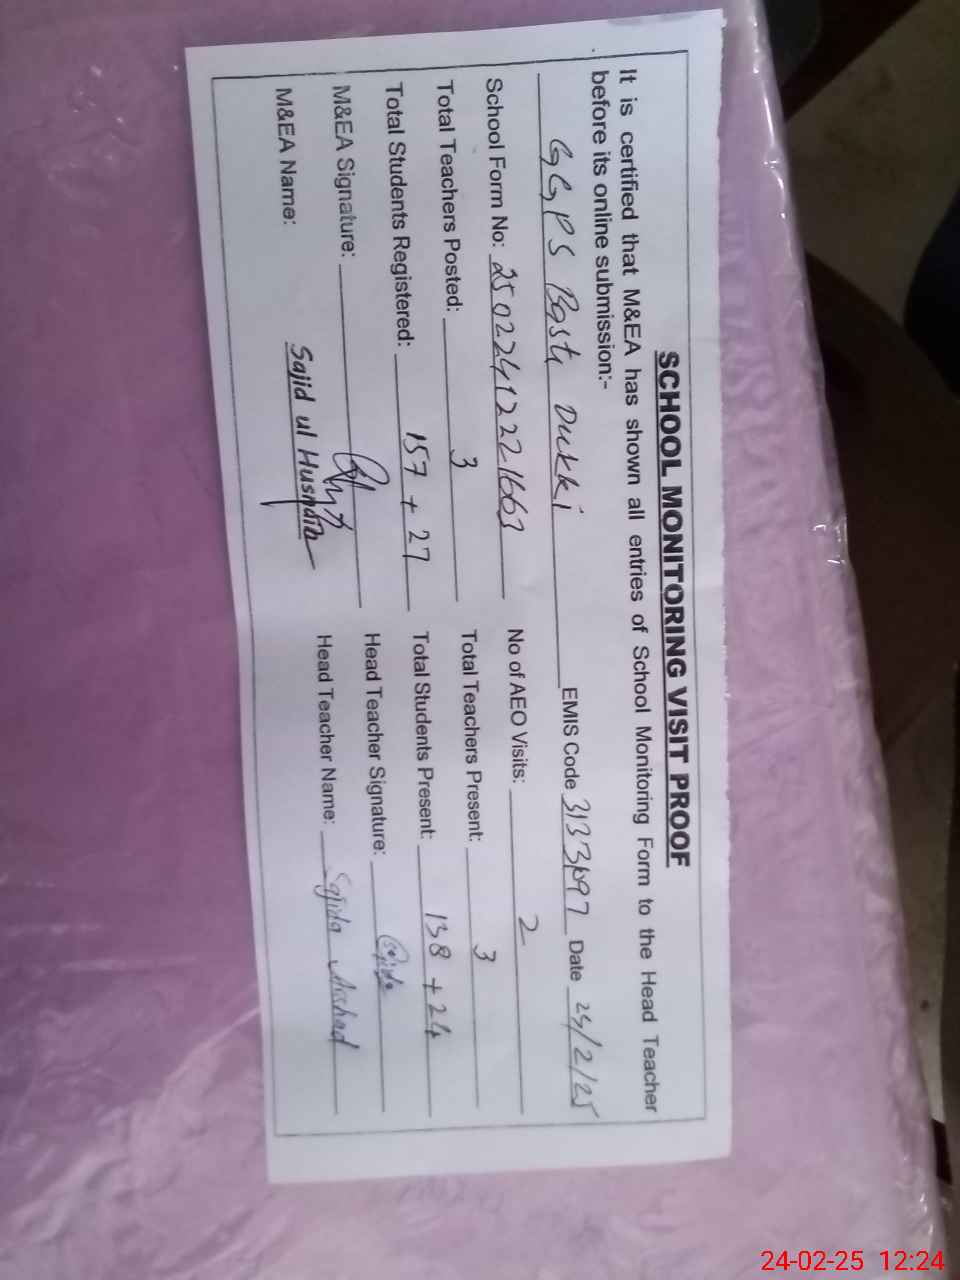 SCHOOL MONITORING VISIT PROOF
It is certified that M&EA has shown all entries of School Monitoring Form to the Head Teacher
before its online submission:-
GGPS Basti Dukki EMIS Code Date 24/2/25
School Form No: 25022412221663 No of AEO Visits: 2
Total Teachers Posted: 3 Total Teachers Present: 3
Total Students Registered: 157 + 27 Total Students Present: 138 + 24
M&EA Signature: Head Teacher Signature: Sajida
M&EA Name: Sajid ul Husnain Head Teacher Name: Sajida Arshad
24-02-25 12:24